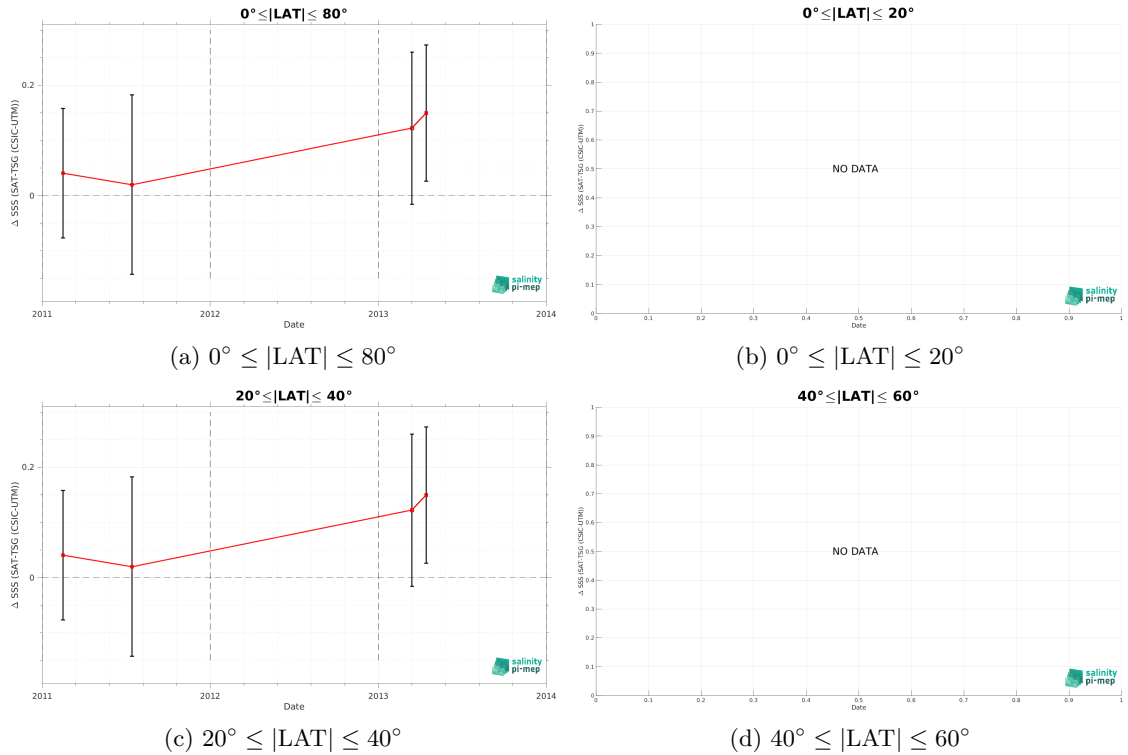 0°≤|LAT|≤ 80°
Δ SSS (SAT-TSG (CSIC-UTM))
0.2
0
2011 2012 2013 2014
Date
salinity
pi-mep
(a) 0° ≤ |LAT| ≤ 80°
0°≤|LAT|≤ 20°
Δ SSS (SAT-TSG (CSIC-UTM))
1
0.9
0.8
0.7
0.6
0.5
0.4
0.3
0.2
0.1
0
NO DATA
0 0.1 0.2 0.3 0.4 0.5 0.6 0.7 0.8 0.9 1
Date
salinity
pi-mep
(b) 0° ≤ |LAT| ≤ 20°
20°≤|LAT|≤ 40°
Δ SSS (SAT-TSG (CSIC-UTM))
0.2
0
2011 2012 2013 2014
Date
salinity
pi-mep
(c) 20° ≤ |LAT| ≤ 40°
40°≤|LAT|≤ 60°
Δ SSS (SAT-TSG (CSIC-UTM))
1
0.9
0.8
0.7
0.6
0.5
0.4
0.3
0.2
0.1
0
NO DATA
0 0.1 0.2 0.3 0.4 0.5 0.6 0.7 0.8 0.9 1
Date
salinity
pi-mep
(d) 40° ≤ |LAT| ≤ 60°